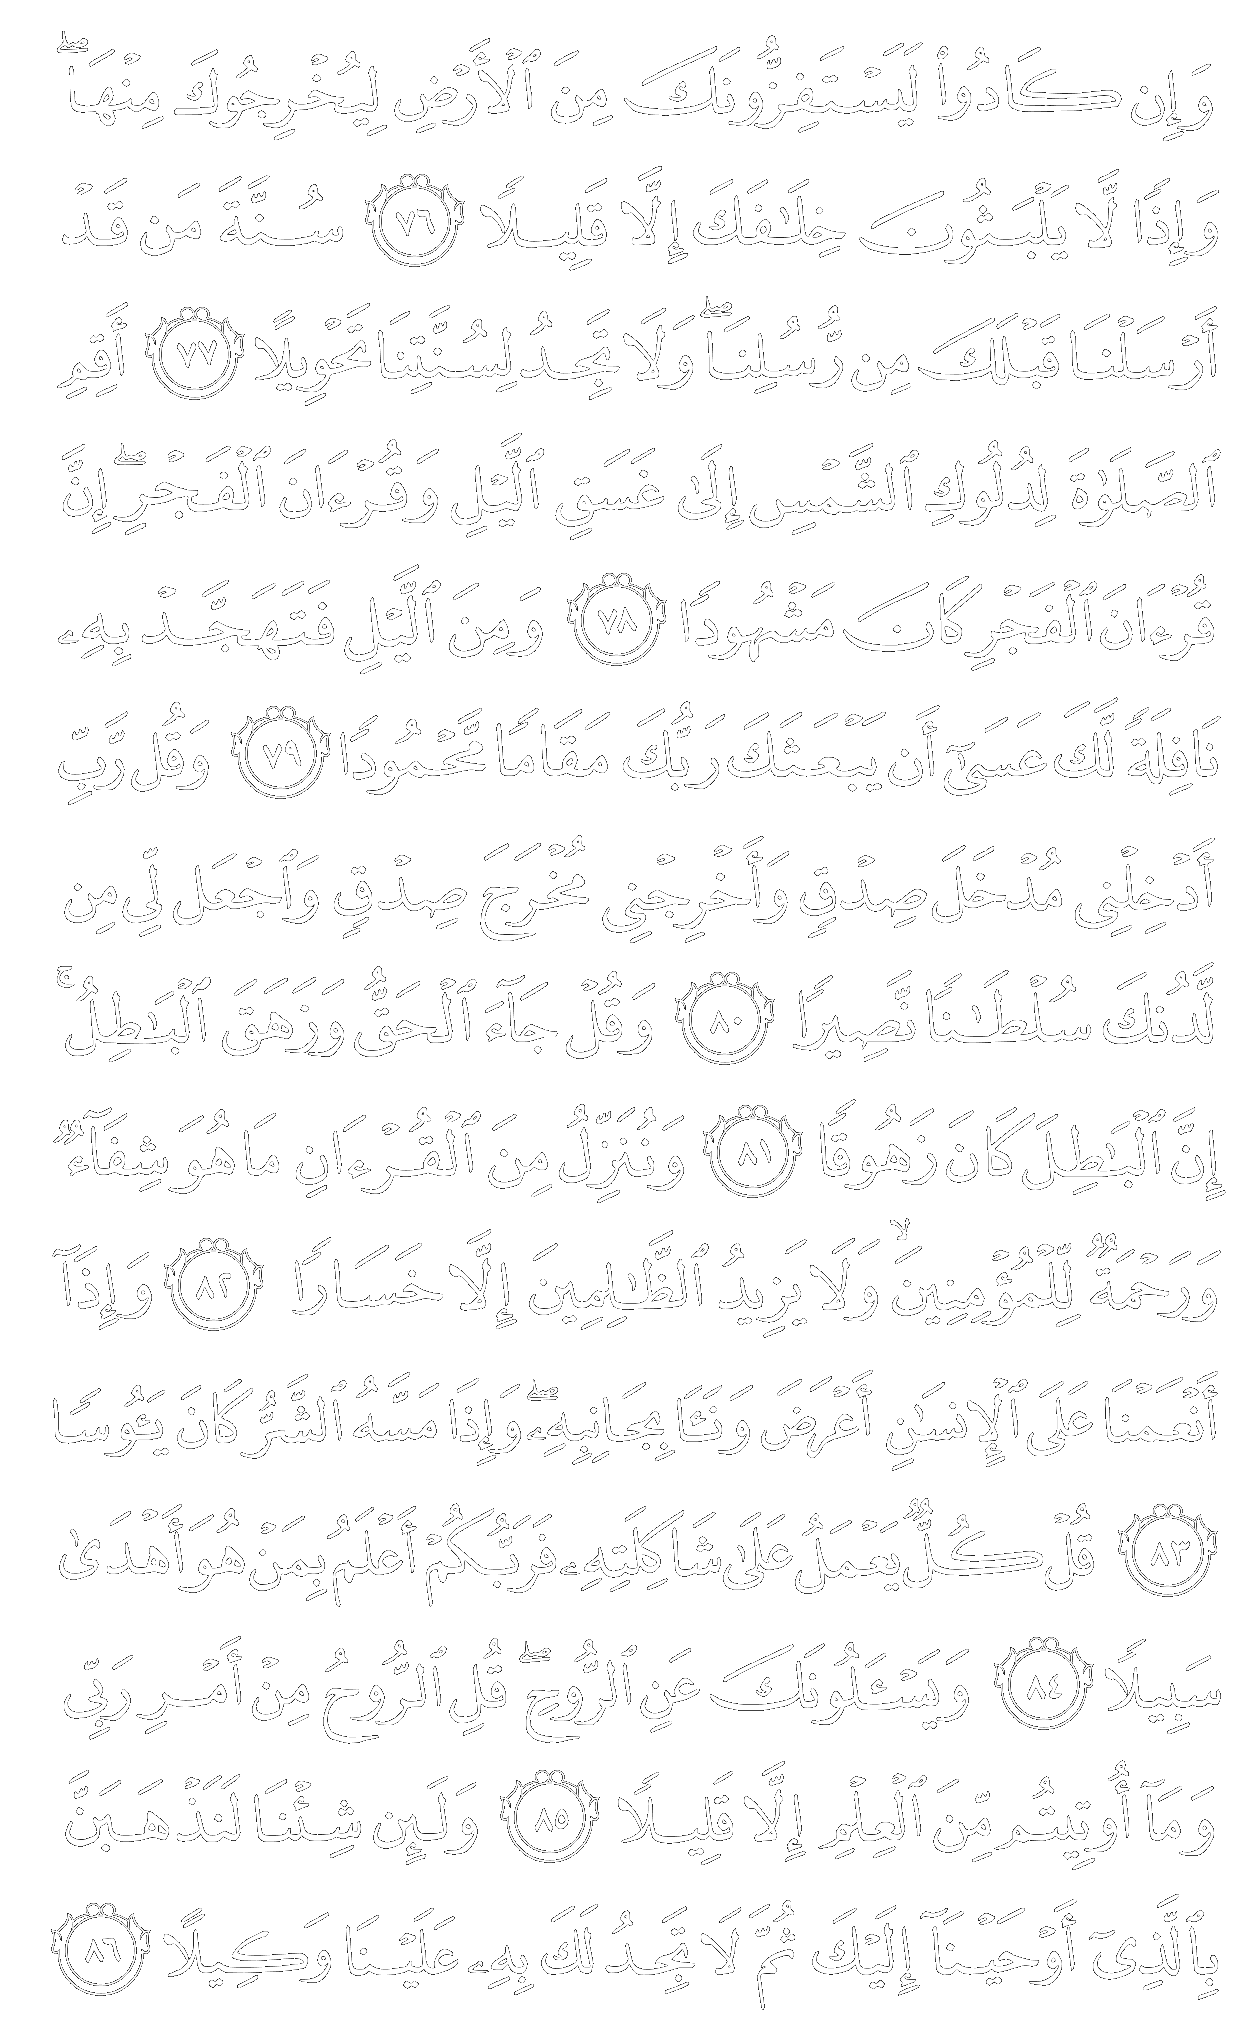 وَإِن كَادُوا۟ لَيَسْتَفِزُّونَكَ مِنَ ٱلْأَرْضِ لِيُخْرِجُوكَ مِنْهَا ۖ
وَإِذًا لَّا يَلْبَثُونَ خِلَـٰفَكَ إِلَّا قَلِيلًا ٧٦ سُنَّةَ مَن قَدْ
أَرْسَلْنَا قَبْلَكَ مِن رُّسُلِنَا ۖ وَلَا تَجِدُ لِسُنَّتِنَا تَحْوِيلًا ٧٧ أَقِمِ
ٱلصَّلَوٰةَ لِدُلُوكِ ٱلشَّمْسِ إِلَىٰ غَسَقِ ٱلَّيْلِ وَقُرْءَانَ ٱلْفَجْرِ ۖ إِنَّ
قُرْءَانَ ٱلْفَجْرِ كَانَ مَشْهُودًا ٧٨ وَمِنَ ٱلَّيْلِ فَتَهَجَّدْ بِهِۦ
نَافِلَةً لَّكَ عَسَىٰٓ أَن يَبْعَثَكَ رَبُّكَ مَقَامًا مَّحْمُودًا ٧٩ وَقُل رَّبِّ
أَدْخِلْنِى مُدْخَلَ صِدْقٍ وَأَخْرِجْنِى مُخْرَجَ صِدْقٍ وَٱجْعَل لِّى مِن
لَّدُنكَ سُلْطَـٰنًا نَّصِيرًا ٨٠ وَقُلْ جَآءَ ٱلْحَقُّ وَزَهَقَ ٱلْبَـٰطِلُ ۚ
إِنَّ ٱلْبَـٰطِلَ كَانَ زَهُوقًا ٨١ وَنُنَزِّلُ مِنَ ٱلْقُرْءَانِ مَا هُوَ شِفَآءٌ
وَرَحْمَةٌ لِّلْمُؤْمِنِينَ ۙ وَلَا يَزِيدُ ٱلظَّـٰلِمِينَ إِلَّا خَسَارًا ٨٢ وَإِذَآ
أَنْعَمْنَا عَلَى ٱلْإِنسَـٰنِ أَعْرَضَ وَنَـَٔا بِجَانِبِهِۦ ۖ وَإِذَا مَسَّهُ ٱلشَّرُّ كَانَ يَـُٔوسًا
٨٣ قُلْ كُلٌّ يَعْمَلُ عَلَىٰ شَاكِلَتِهِۦ فَرَبُّكُمْ أَعْلَمُ بِمَنْ هُوَ أَهْدَىٰ
سَبِيلًا ٨٤ وَيَسْـَٔلُونَكَ عَنِ ٱلرُّوحِ ۖ قُلِ ٱلرُّوحُ مِنْ أَمْرِ رَبِّى
وَمَآ أُوتِيتُم مِّنَ ٱلْعِلْمِ إِلَّا قَلِيلًا ٨٥ وَلَئِن شِئْنَا لَنَذْهَبَنَّ
بِٱلَّذِىٓ أَوْحَيْنَآ إِلَيْكَ ثُمَّ لَا تَجِدُ لَكَ بِهِۦ عَلَيْنَا وَكِيلًا ٨٦